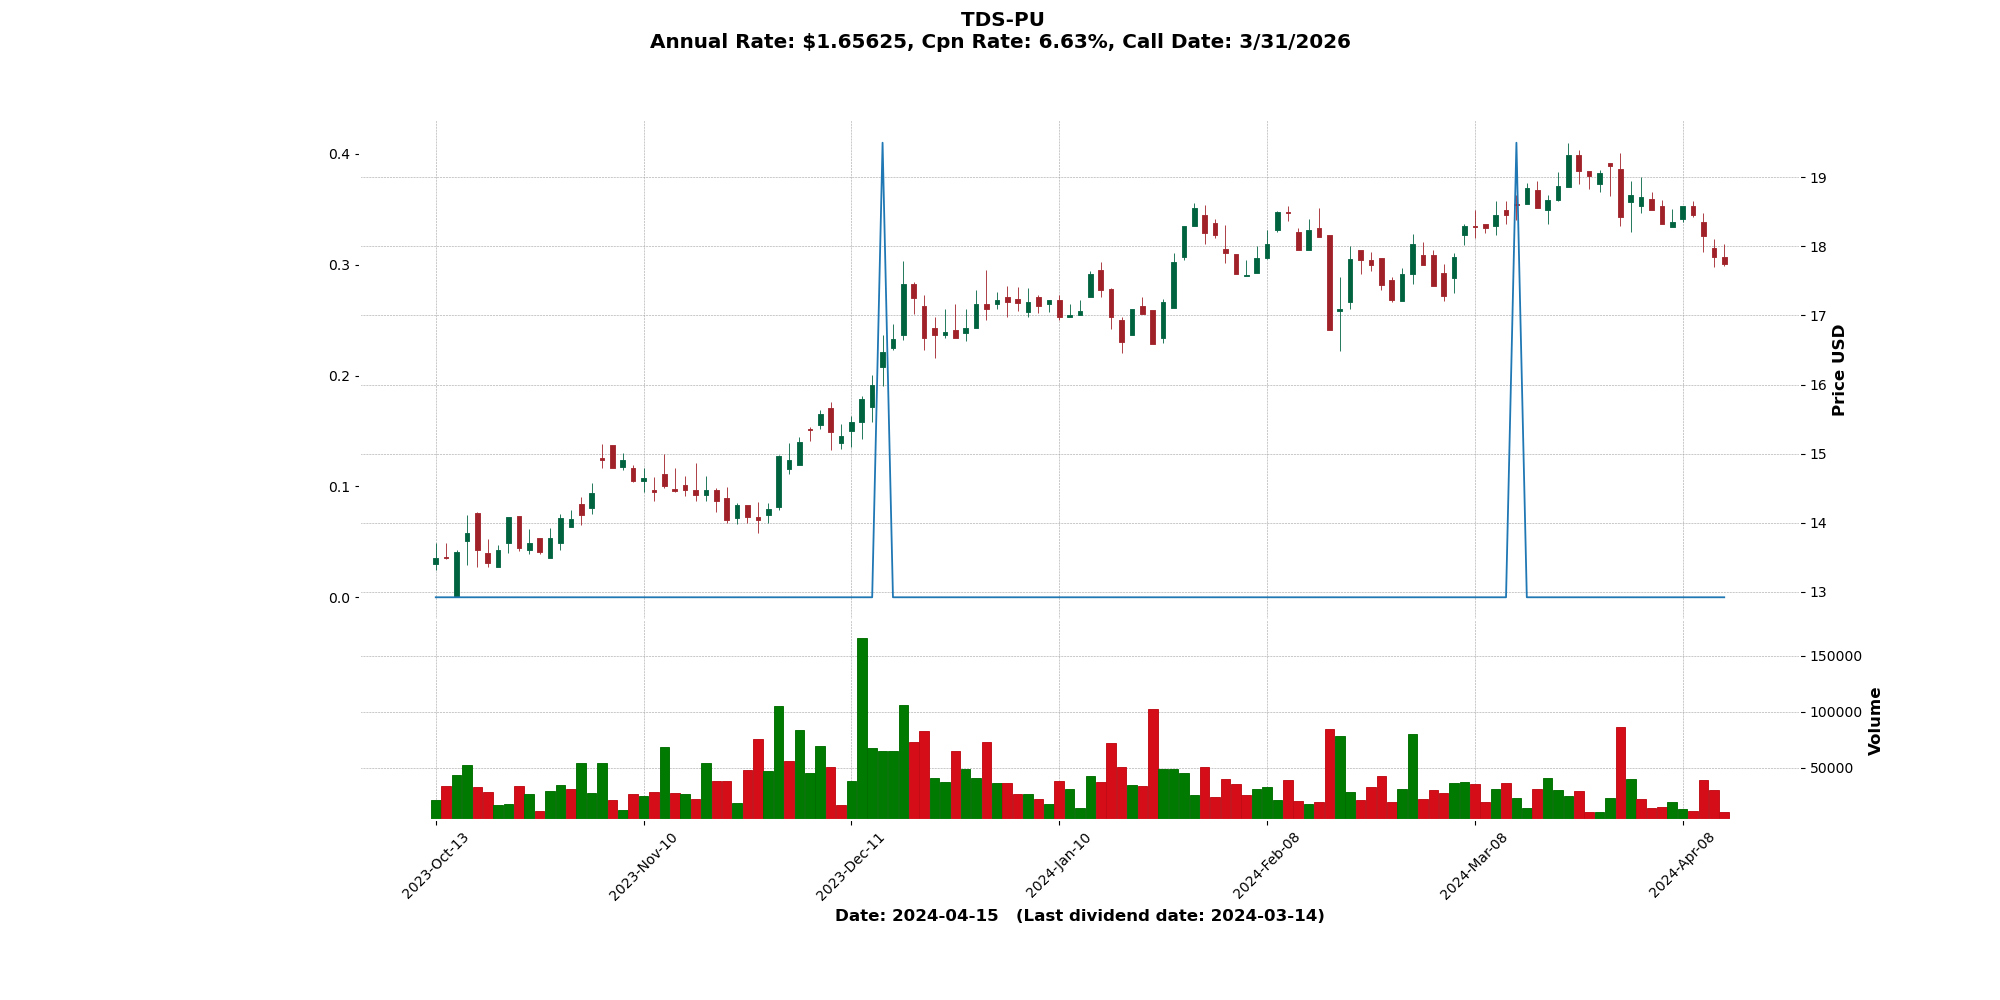 TDS-PU
Annual Rate: $1.65625, Cpn Rate: 6.63%, Call Date: 3/31/2026
0.4
0.3
0.2
0.1
0.0
19
18
17
16
15
14
13
Price USD
150000
100000
50000
Volume
2023-Oct-13
2023-Nov-10
2023-Dec-11
2024-Jan-10
2024-Feb-08
2024-Mar-08
2024-Apr-08
Date: 2024-04-15 (Last dividend date: 2024-03-14)